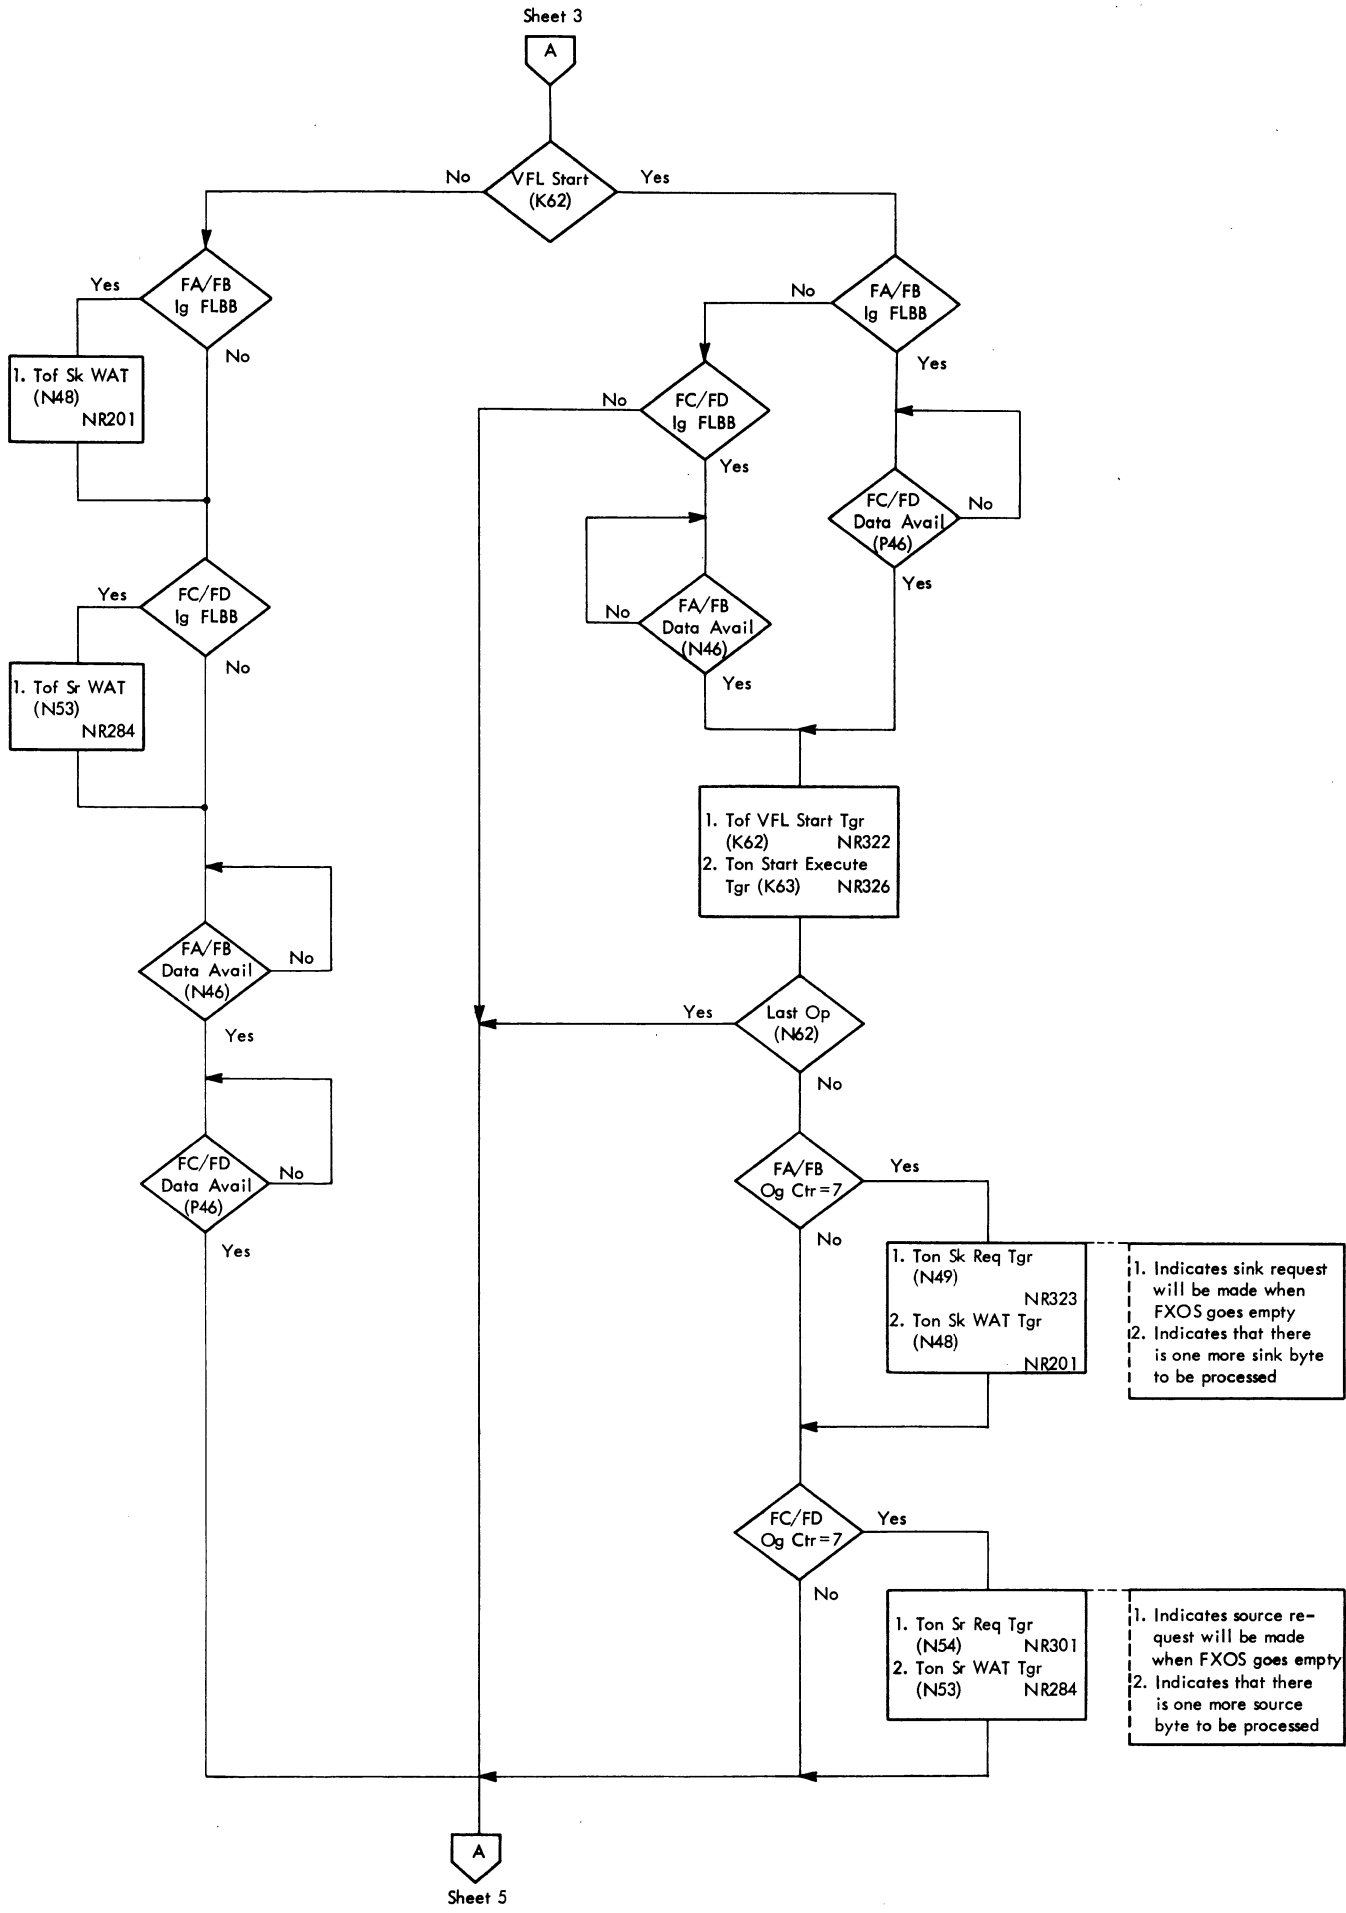 Sheet 3
A
No
VFL Start
(K62)
Yes
Yes
FA/FB
Ig FLBB
No
1. Tof Sk WAT
(N48)
NR201
Yes
FC/FD
Ig FLBB
No
1. Tof Sr WAT
(N53)
NR284
FA/FB
Data Avail
(N46)
No
Yes
FC/FD
Data Avail
(P46)
No
Yes
No
FA/FB
Ig FLBB
Yes
No
FC/FD
Ig FLBB
Yes
FC/FD
Data Avail
(P46)
No
Yes
No
FA/FB
Data Avail
(N46)
Yes
1. Tof VFL Start Tgr
(K62) NR322
2. Ton Start Execute
Tgr (K63) NR326
Yes
Last Op
(N62)
No
FA/FB
Og Ctr=7
Yes
No
1. Ton Sk Req Tgr
(N49)
NR323
2. Ton Sk WAT Tgr
(N48)
NR201
1. Indicates sink request
will be made when
FXOS goes empty
2. Indicates that there
is one more sink byte
to be processed
FC/FD
Og Ctr=7
Yes
No
1. Ton Sr Req Tgr
(N54) NR301
2. Ton Sr WAT Tgr
(N53) NR284
1. Indicates source re-
quest will be made
when FXOS goes empty
2. Indicates that there
is one more source
byte to be processed
A
Sheet 5